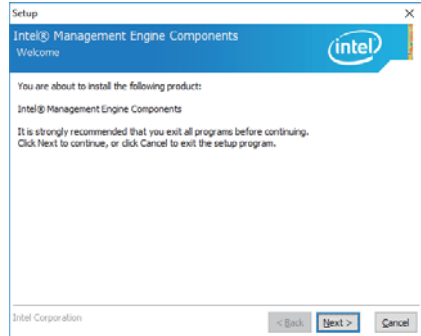 Setup
Intel® Management Engine Components
Welcome
intel
You are about to install the following product:
Intel® Management Engine Components
It is strongly recommended that you exit all programs before continuing.
Click Next to continue, or click Cancel to exit the setup program.
Intel Corporation
< Back
Next >
Cancel